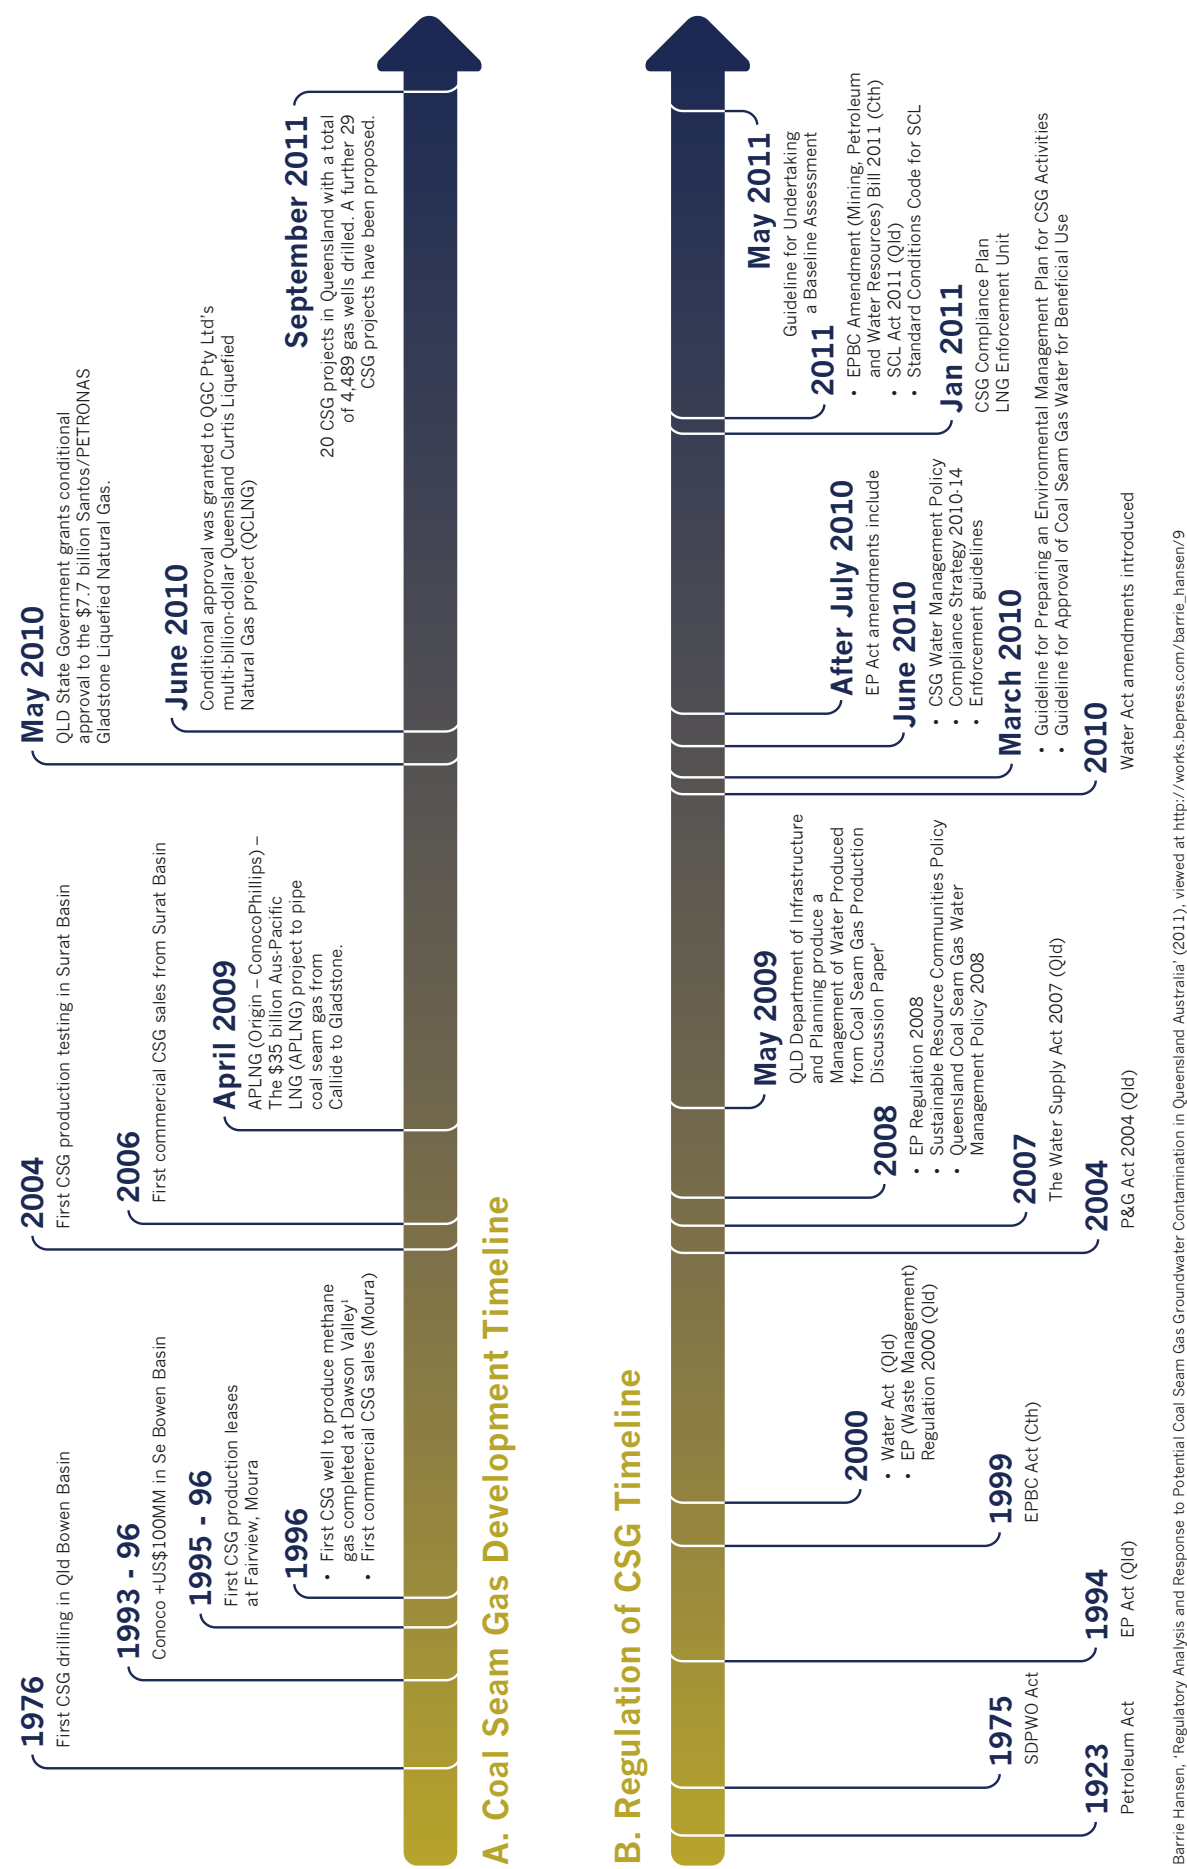 A. Coal Seam Gas Development Timeline
1976
First CSG drilling in Qld Bowen Basin
1993 - 96
Conoco +US$100MM in Se Bowen Basin
1995 - 96
First CSG production leases
at Fairview, Moura
1996
• First CSG well to produce methane
gas completed at Dawson Valley¹
• First commercial CSG sales (Moura)
2004
First CSG production testing in Surat Basin
2006
First commercial CSG sales from Surat Basin
April 2009
APLNG (Origin – ConocoPhillips) –
The $35 billion Aus-Pacific
LNG (APLNG) project to pipe
coal seam gas from
Callide to Gladstone.
May 2010
QLD State Government grants conditional
approval to the $7.7 billion Santos/PETRONAS
Gladstone Liquefied Natural Gas.
June 2010
Conditional approval was granted to QGC Pty Ltd's
multi-billion-dollar Queensland Curtis Liquefied
Natural Gas project (QCLNG)
September 2011
20 CSG projects in Queensland with a total
of 4,489 gas wells drilled. A further 29
CSG projects have been proposed.
B. Regulation of CSG Timeline
1923
Petroleum Act
1975
SDPWO Act
1994
EP Act (Qld)
1999
EPBC Act (Cth)
2000
• Water Act (Qld)
• EP (Waste Management)
Regulation 2000 (Qld)
2004
P&G Act 2004 (Qld)
2007
The Water Supply Act 2007 (Qld)
2008
• EP Regulation 2008
• Sustainable Resource Communities Policy
• Queensland Coal Seam Gas Water
Management Policy 2008
May 2009
QLD Department of Infrastructure
and Planning produce a
Management of Water Produced
from Coal Seam Gas Production
Discussion Paper'
2010
Water Act amendments introduced
March 2010
• Guideline for Preparing an Environmental Management Plan for CSG Activities
• Guideline for Approval of Coal Seam Gas Water for Beneficial Use
June 2010
• CSG Water Management Policy
• Compliance Strategy 2010-14
• Enforcement guidelines
After July 2010
EP Act amendments include
Jan 2011
CSG Compliance Plan
LNG Enforcement Unit
2011
• EPBC Amendment (Mining, Petroleum
and Water Resources) Bill 2011 (Cth)
• SCL Act 2011 (Qld)
• Standard Conditions Code for SCL
May 2011
Guideline for Undertaking
a Baseline Assessment
Barrie Hansen, 'Regulatory Analysis and Response to Potential Coal Seam Gas Groundwater Contamination in Queensland Australia' (2011), viewed at http://works.bepress.com/barrie_hansen/9